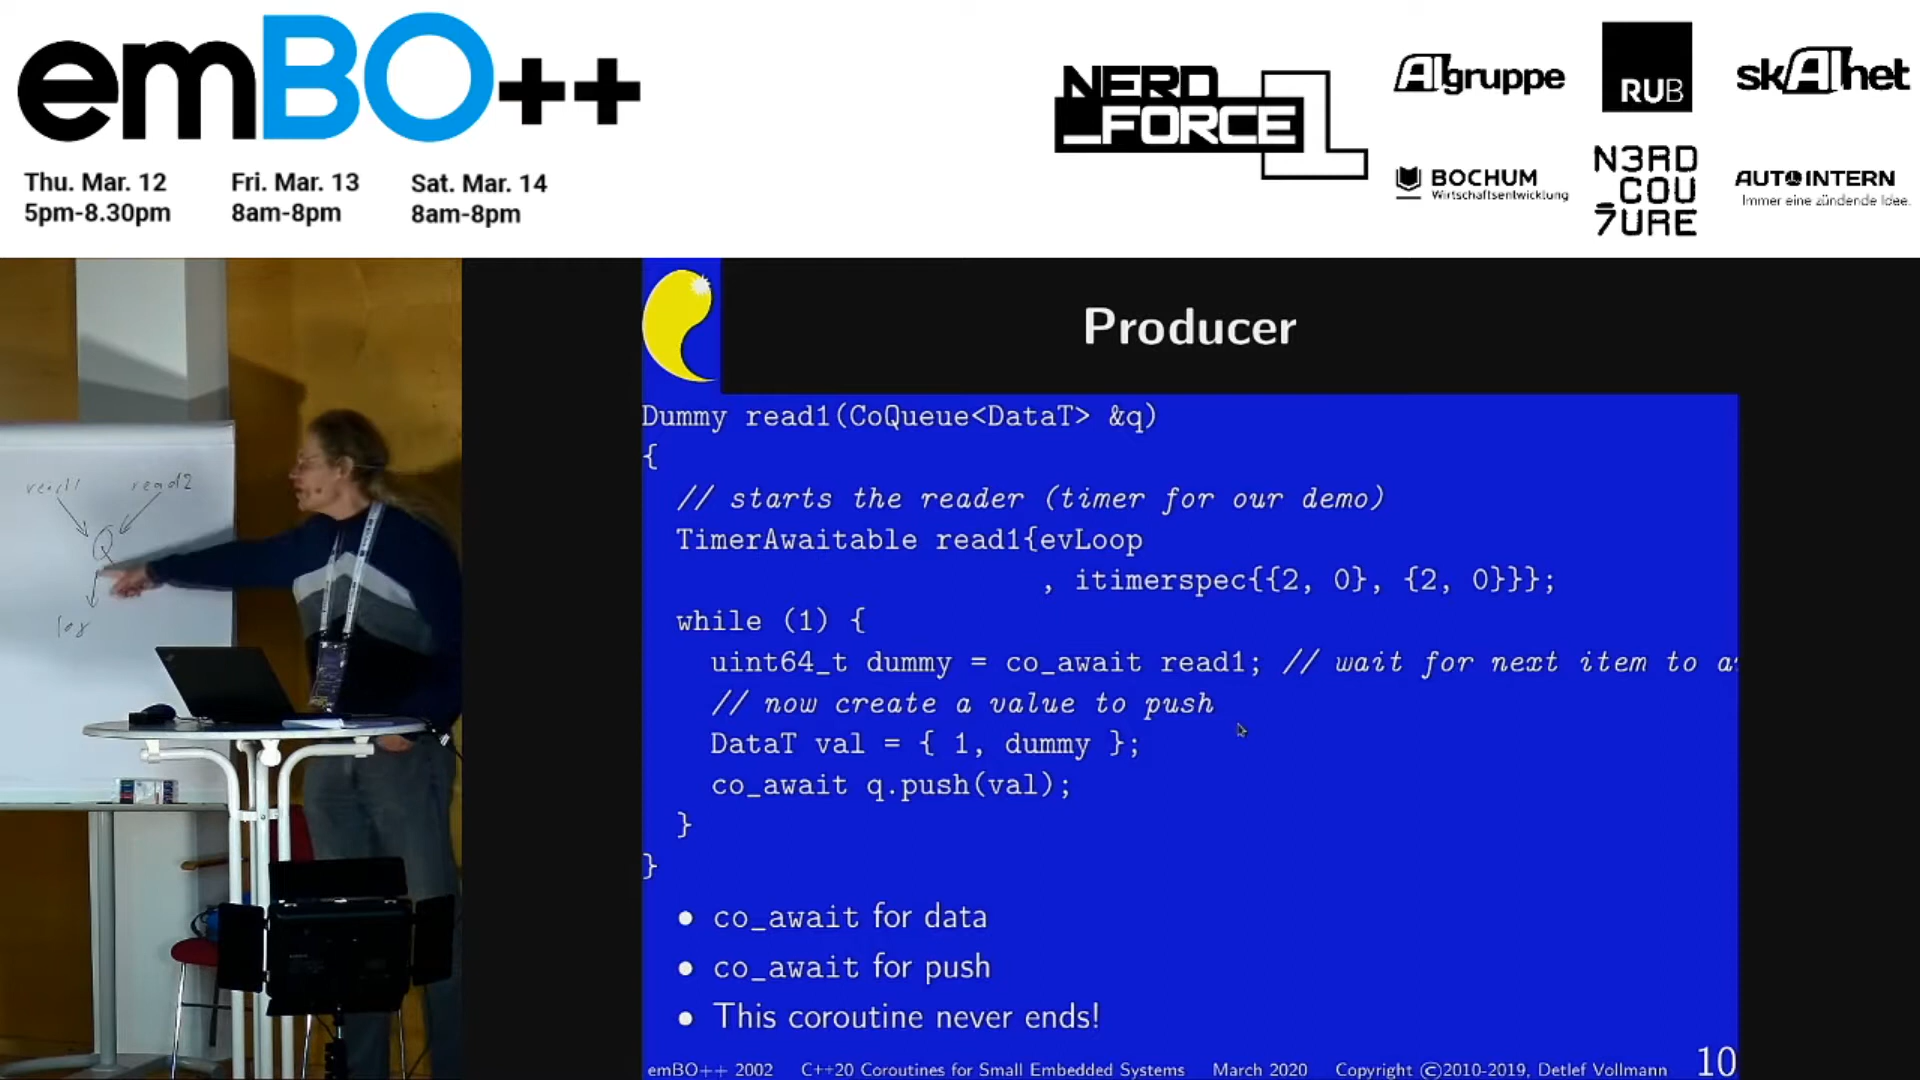 emBO++
Thu. Mar. 12
5pm-8.30pm
Fri. Mar. 13
8am-8pm
Sat. Mar. 14
8am-8pm
NERD
_FORCE
1
AIgruppe
RUB
skAInet
BOCHUM
Wirtschaftsentwicklung
N3RD
_COU
7URE
AUTOINTERN
Immer eine zündende Idee.
read1
read2
Q
log
Producer
Dummy read1(CoQueue<DataT> &q)
{
// starts the reader (timer for our demo)
TimerAwaitable read1{evLoop
, itimerspec{{2, 0}, {2, 0}}};
while (1) {
uint64_t dummy = co_await read1; // wait for next item to a
// now create a value to push
DataT val = { 1, dummy };
co_await q.push(val);
}
}
• co_await for data
• co_await for push
• This coroutine never ends!
emBO++ 2002 C++20 Coroutines for Small Embedded Systems March 2020 Copyright ©2010-2019, Detlef Vollmann 10